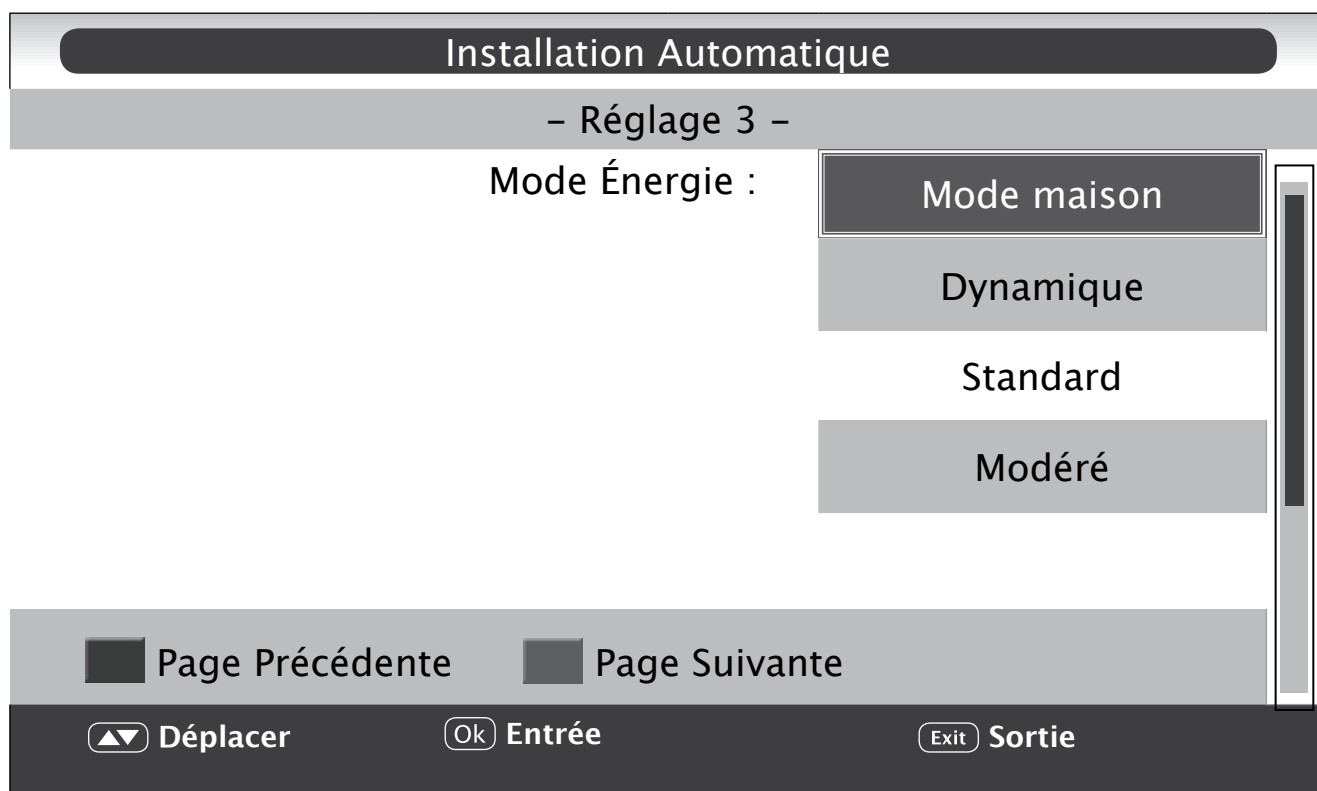 Installation Automatique
– Réglage 3 –
Mode Énergie : Mode maison
Dynamique
Standard
Modéré
Page Précédente Page Suivante
▲▼ Déplacer Ok Entrée Exit Sortie